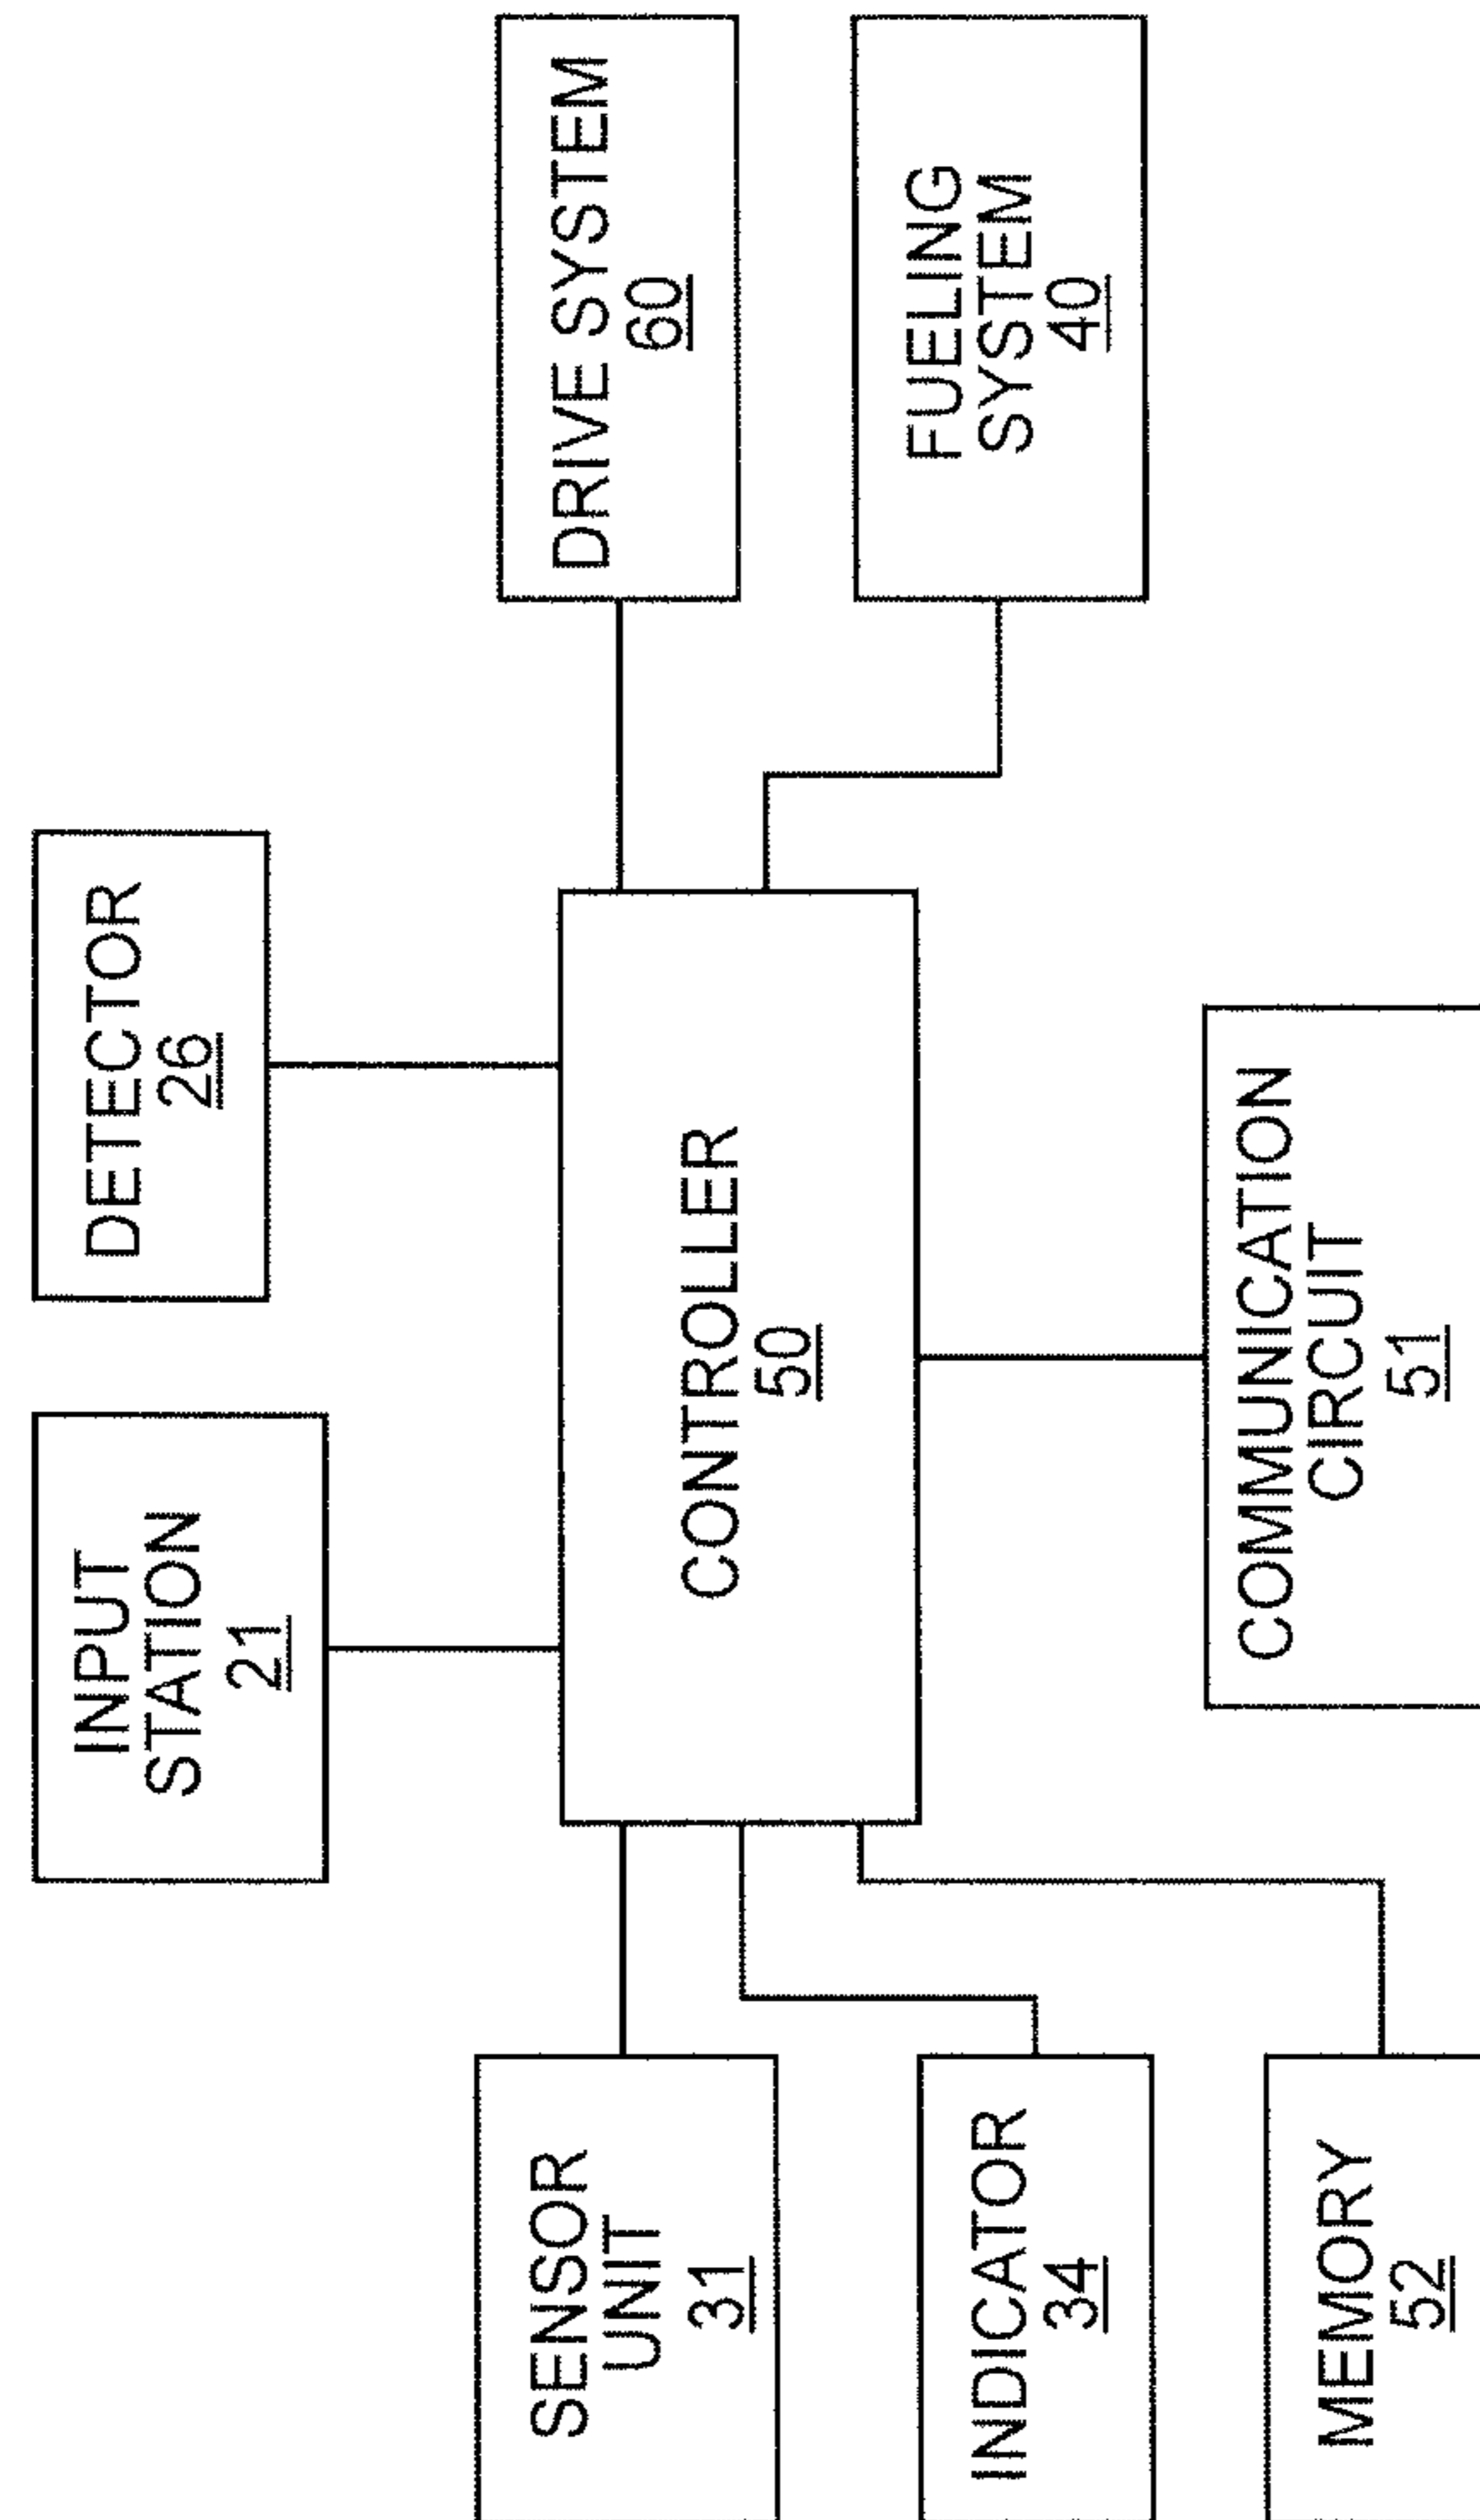 INPUT
STATION
21
DETECTOR
26
SENSOR
UNIT
31
CONTROLLER
50
DRIVE SYSTEM
60
INDICATOR
34
FUELING
SYSTEM
40
MEMORY
52
COMMUNICATION
CIRCUIT
51